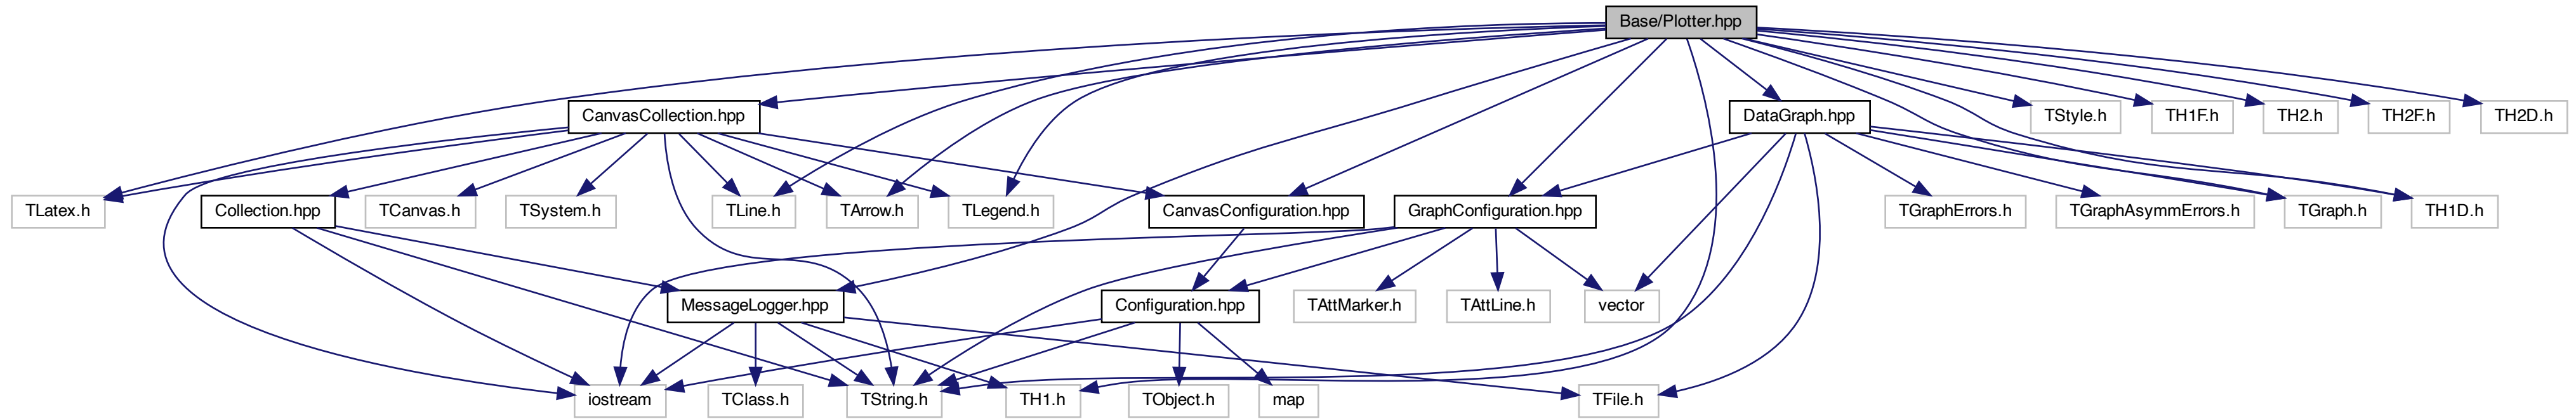 Base/Plotter.hpp
CanvasCollection.hpp
DataGraph.hpp
TStyle.h
TH1F.h
TH2.h
TH2F.h
TH2D.h
TLatex.h
Collection.hpp
TCanvas.h
TSystem.h
TLine.h
TArrow.h
TLegend.h
CanvasConfiguration.hpp
GraphConfiguration.hpp
TGraphErrors.h
TGraphAsymmErrors.h
TGraph.h
TH1D.h
MessageLogger.hpp
Configuration.hpp
TAttMarker.h
TAttLine.h
vector
iostream
TClass.h
TString.h
TH1.h
TObject.h
map
TFile.h